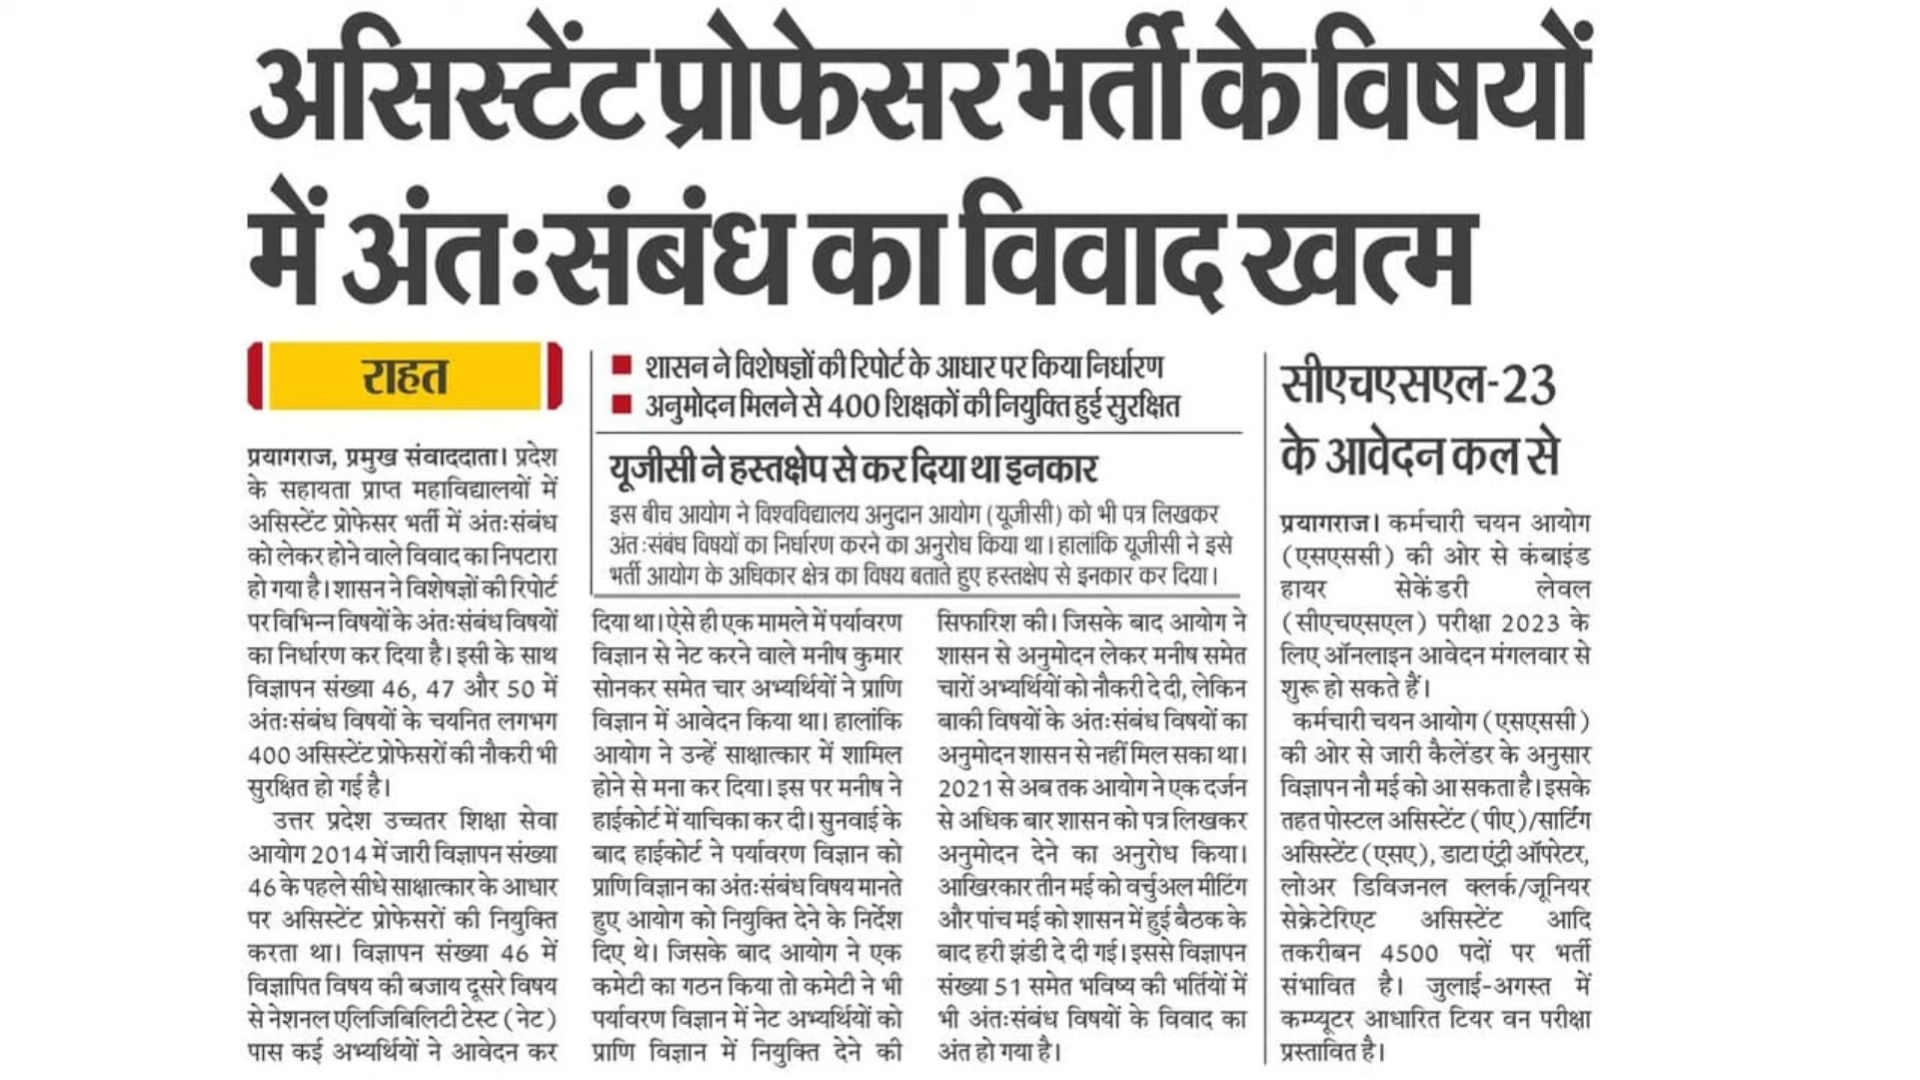 असिस्टेंट प्रोफेसर भर्ती के विषयों
में अंतःसंबंध का विवाद खत्म
राहत
प्रयागराज, प्रमुख संवाददाता। प्रदेश
के सहायता प्राप्त महाविद्यालयों में
असिस्टेंट प्रोफेसर भर्ती में अंतःसंबंध
को लेकर होने वाले विवाद का निपटारा
हो गया है। शासन ने विशेषज्ञों की रिपोर्ट
पर विभिन्न विषयों के अंतःसंबंध विषयों
का निर्धारण कर दिया है। इसी के साथ
विज्ञापन संख्या 46, 47 और 50 में
अंतःसंबंध विषयों के चयनित लगभग
400 असिस्टेंट प्रोफेसरों की नौकरी भी
सुरक्षित हो गई है।
उत्तर प्रदेश उच्चतर शिक्षा सेवा
आयोग 2014 में जारी विज्ञापन संख्या
46 के पहले सीधे साक्षात्कार के आधार
पर असिस्टेंट प्रोफेसरों की नियुक्ति
करता था। विज्ञापन संख्या 46 में
विज्ञापित विषय की बजाय दूसरे विषय
से नेशनल एलिजिबिलिटी टेस्ट (नेट)
पास कई अभ्यर्थियों ने आवेदन कर
■ शासन ने विशेषज्ञों की रिपोर्ट के आधार पर किया निर्धारण
■ अनुमोदन मिलने से 400 शिक्षकों की नियुक्ति हुई सुरक्षित
यूजीसी ने हस्तक्षेप से कर दिया था इनकार
इस बीच आयोग ने विश्वविद्यालय अनुदान आयोग (यूजीसी) को भी पत्र लिखकर
अंत:संबंध विषयों का निर्धारण करने का अनुरोध किया था। हालांकि यूजीसी ने इसे
भर्ती आयोग के अधिकार क्षेत्र का विषय बताते हुए हस्तक्षेप से इनकार कर दिया।
दिया था। ऐसे ही एक मामले में पर्यावरण
विज्ञान से नेट करने वाले मनीष कुमार
सोनकर समेत चार अभ्यर्थियों ने प्राणि
विज्ञान में आवेदन किया था। हालांकि
आयोग ने उन्हें साक्षात्कार में शामिल
होने से मना कर दिया। इस पर मनीष ने
हाईकोर्ट में याचिका कर दी। सुनवाई के
बाद हाईकोर्ट ने पर्यावरण विज्ञान को
प्राणि विज्ञान का अंतःसंबंध विषय मानते
हुए आयोग को नियुक्ति देने के निर्देश
दिए थे। जिसके बाद आयोग ने एक
कमेटी का गठन किया तो कमेटी ने भी
पर्यावरण विज्ञान में नेट अभ्यर्थियों को
प्राणि विज्ञान में नियुक्ति देने की
सिफारिश की। जिसके बाद आयोग ने
शासन से अनुमोदन लेकर मनीष समेत
चारों अभ्यर्थियों को नौकरी दे दी, लेकिन
बाकी विषयों के अंतःसंबंध विषयों का
अनुमोदन शासन से नहीं मिल सका था।
2021 से अब तक आयोग ने एक दर्जन
से अधिक बार शासन को पत्र लिखकर
अनुमोदन देने का अनुरोध किया।
आखिरकार तीन मई को वर्चुअल मीटिंग
और पांच मई को शासन में हुई बैठक के
बाद हरी झंडी दे दी गई। इससे विज्ञापन
संख्या 51 समेत भविष्य की भर्तियों में
भी अंतःसंबंध विषयों के विवाद का
अंत हो गया है।
सीएचएसएल-23
के आवेदन कल से
प्रयागराज। कर्मचारी चयन आयोग
(एसएससी) की ओर से कंबाइंड
हायर सेकेंडरी लेवल
(सीएचएसएल) परीक्षा 2023 के
लिए ऑनलाइन आवेदन मंगलवार से
शुरू हो सकते हैं।
कर्मचारी चयन आयोग (एसएससी)
की ओर से जारी कैलेंडर के अनुसार
विज्ञापन नौ मई को आ सकता है। इसके
तहत पोस्टल असिस्टेंट (पीए)/सार्टिंग
असिस्टेंट (एसए), डाटा एंट्री ऑपरेटर,
लोअर डिविजनल क्लर्क/जूनियर
सेक्रेटेरिएट असिस्टेंट आदि
तकरीबन 4500 पदों पर भर्ती
संभावित है। जुलाई-अगस्त में
कम्प्यूटर आधारित टियर वन परीक्षा
प्रस्तावित है।